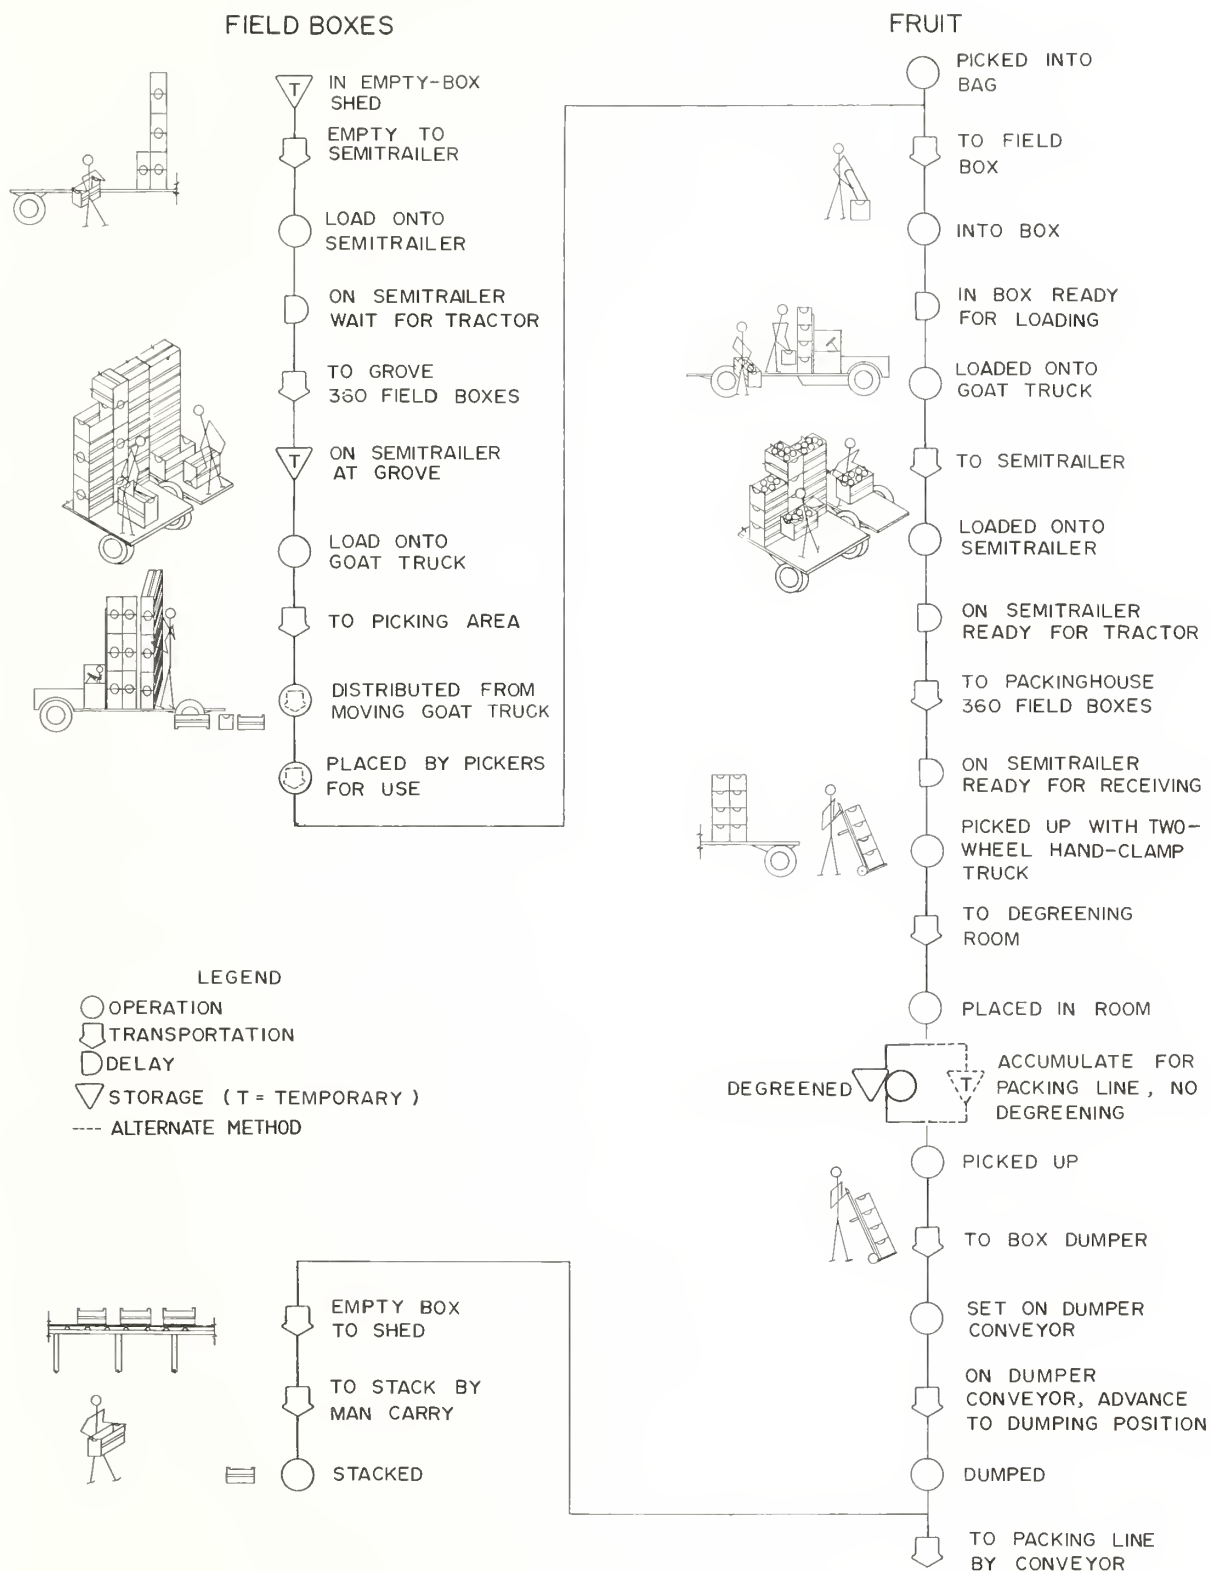 FIELD BOXES
T
IN EMPTY-BOX
SHED
EMPTY TO
SEMITRAILER
LOAD ONTO
SEMITRAILER
ON SEMITRAILER
WAIT FOR TRACTOR
TO GROVE
360 FIELD BOXES
T
ON SEMITRAILER
AT GROVE
LOAD ONTO
GOAT TRUCK
TO PICKING AREA
DISTRIBUTED FROM
MOVING GOAT TRUCK
PLACED BY PICKERS
FOR USE
LEGEND
OPERATION
TRANSPORTATION
DELAY
STORAGE ( T = TEMPORARY )
---- ALTERNATE METHOD
EMPTY BOX
TO SHED
TO STACK BY
MAN CARRY
STACKED
FRUIT
PICKED INTO
BAG
TO FIELD
BOX
INTO BOX
IN BOX READY
FOR LOADING
LOADED ONTO
GOAT TRUCK
TO SEMITRAILER
LOADED ONTO
SEMITRAILER
ON SEMITRAILER
READY FOR TRACTOR
TO PACKINGHOUSE
360 FIELD BOXES
ON SEMITRAILER
READY FOR RECEIVING
PICKED UP WITH TWO-
WHEEL HAND-CLAMP
TRUCK
TO DEGREENING
ROOM
PLACED IN ROOM
DEGREENED
T
ACCUMULATE FOR
PACKING LINE, NO
DEGREENING
PICKED UP
TO BOX DUMPER
SET ON DUMPER
CONVEYOR
ON DUMPER
CONVEYOR, ADVANCE
TO DUMPING POSITION
DUMPED
TO PACKING LINE
BY CONVEYOR